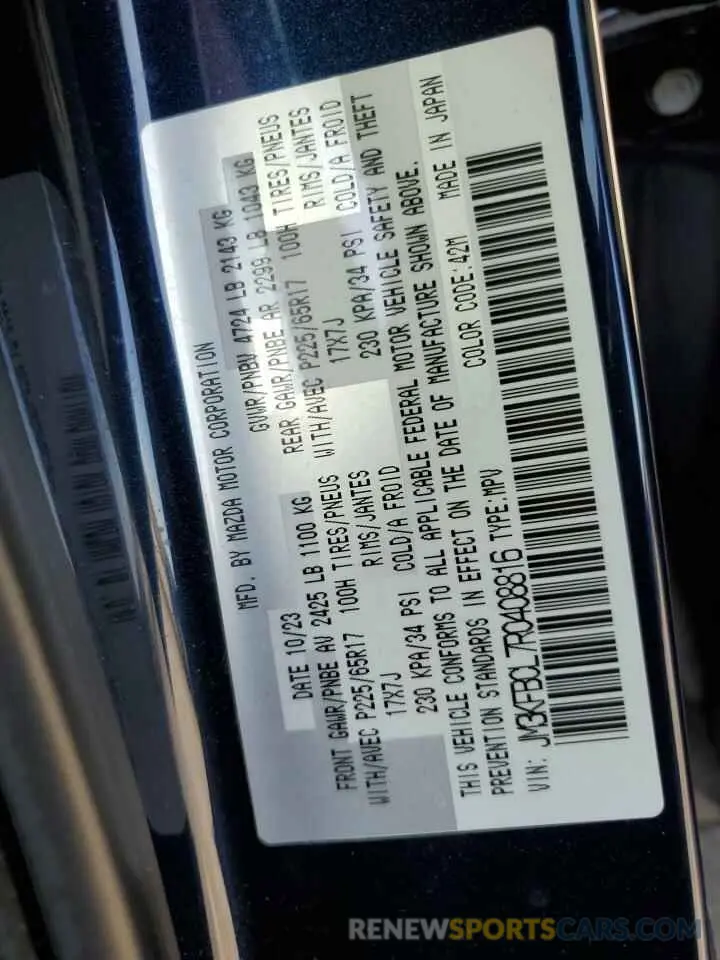 MFD. BY MAZDA MOTOR CORPORATION
DATE 10/23 GVWR/PNBV 4724 LB 2143 KG
FRONT GAWR/PNBE AV 2425 LB 1100 KG REAR GAWR/PNBE AR 2299 LB 1043 KG
WITH/AVEC P225/65R17 100H TIRES/PNEUS WITH/AVEC P225/65R17 100H TIRES/PNEUS
17X7J RIMS/JANTES 17X7J RIMS/JANTES
230 KPA/34 PSI COLD/A FROID 230 KPA/34 PSI COLD/A FROID
THIS VEHICLE CONFORMS TO ALL APPLICABLE FEDERAL MOTOR VEHICLE SAFETY AND THEFT
PREVENTION STANDARDS IN EFFECT ON THE DATE OF MANUFACTURE SHOWN ABOVE.
VIN: JM3KFBCL7R0408816 TYPE:MPV COLOR CODE:42M MADE IN JAPAN
RENEWSPORTSCARS.COM